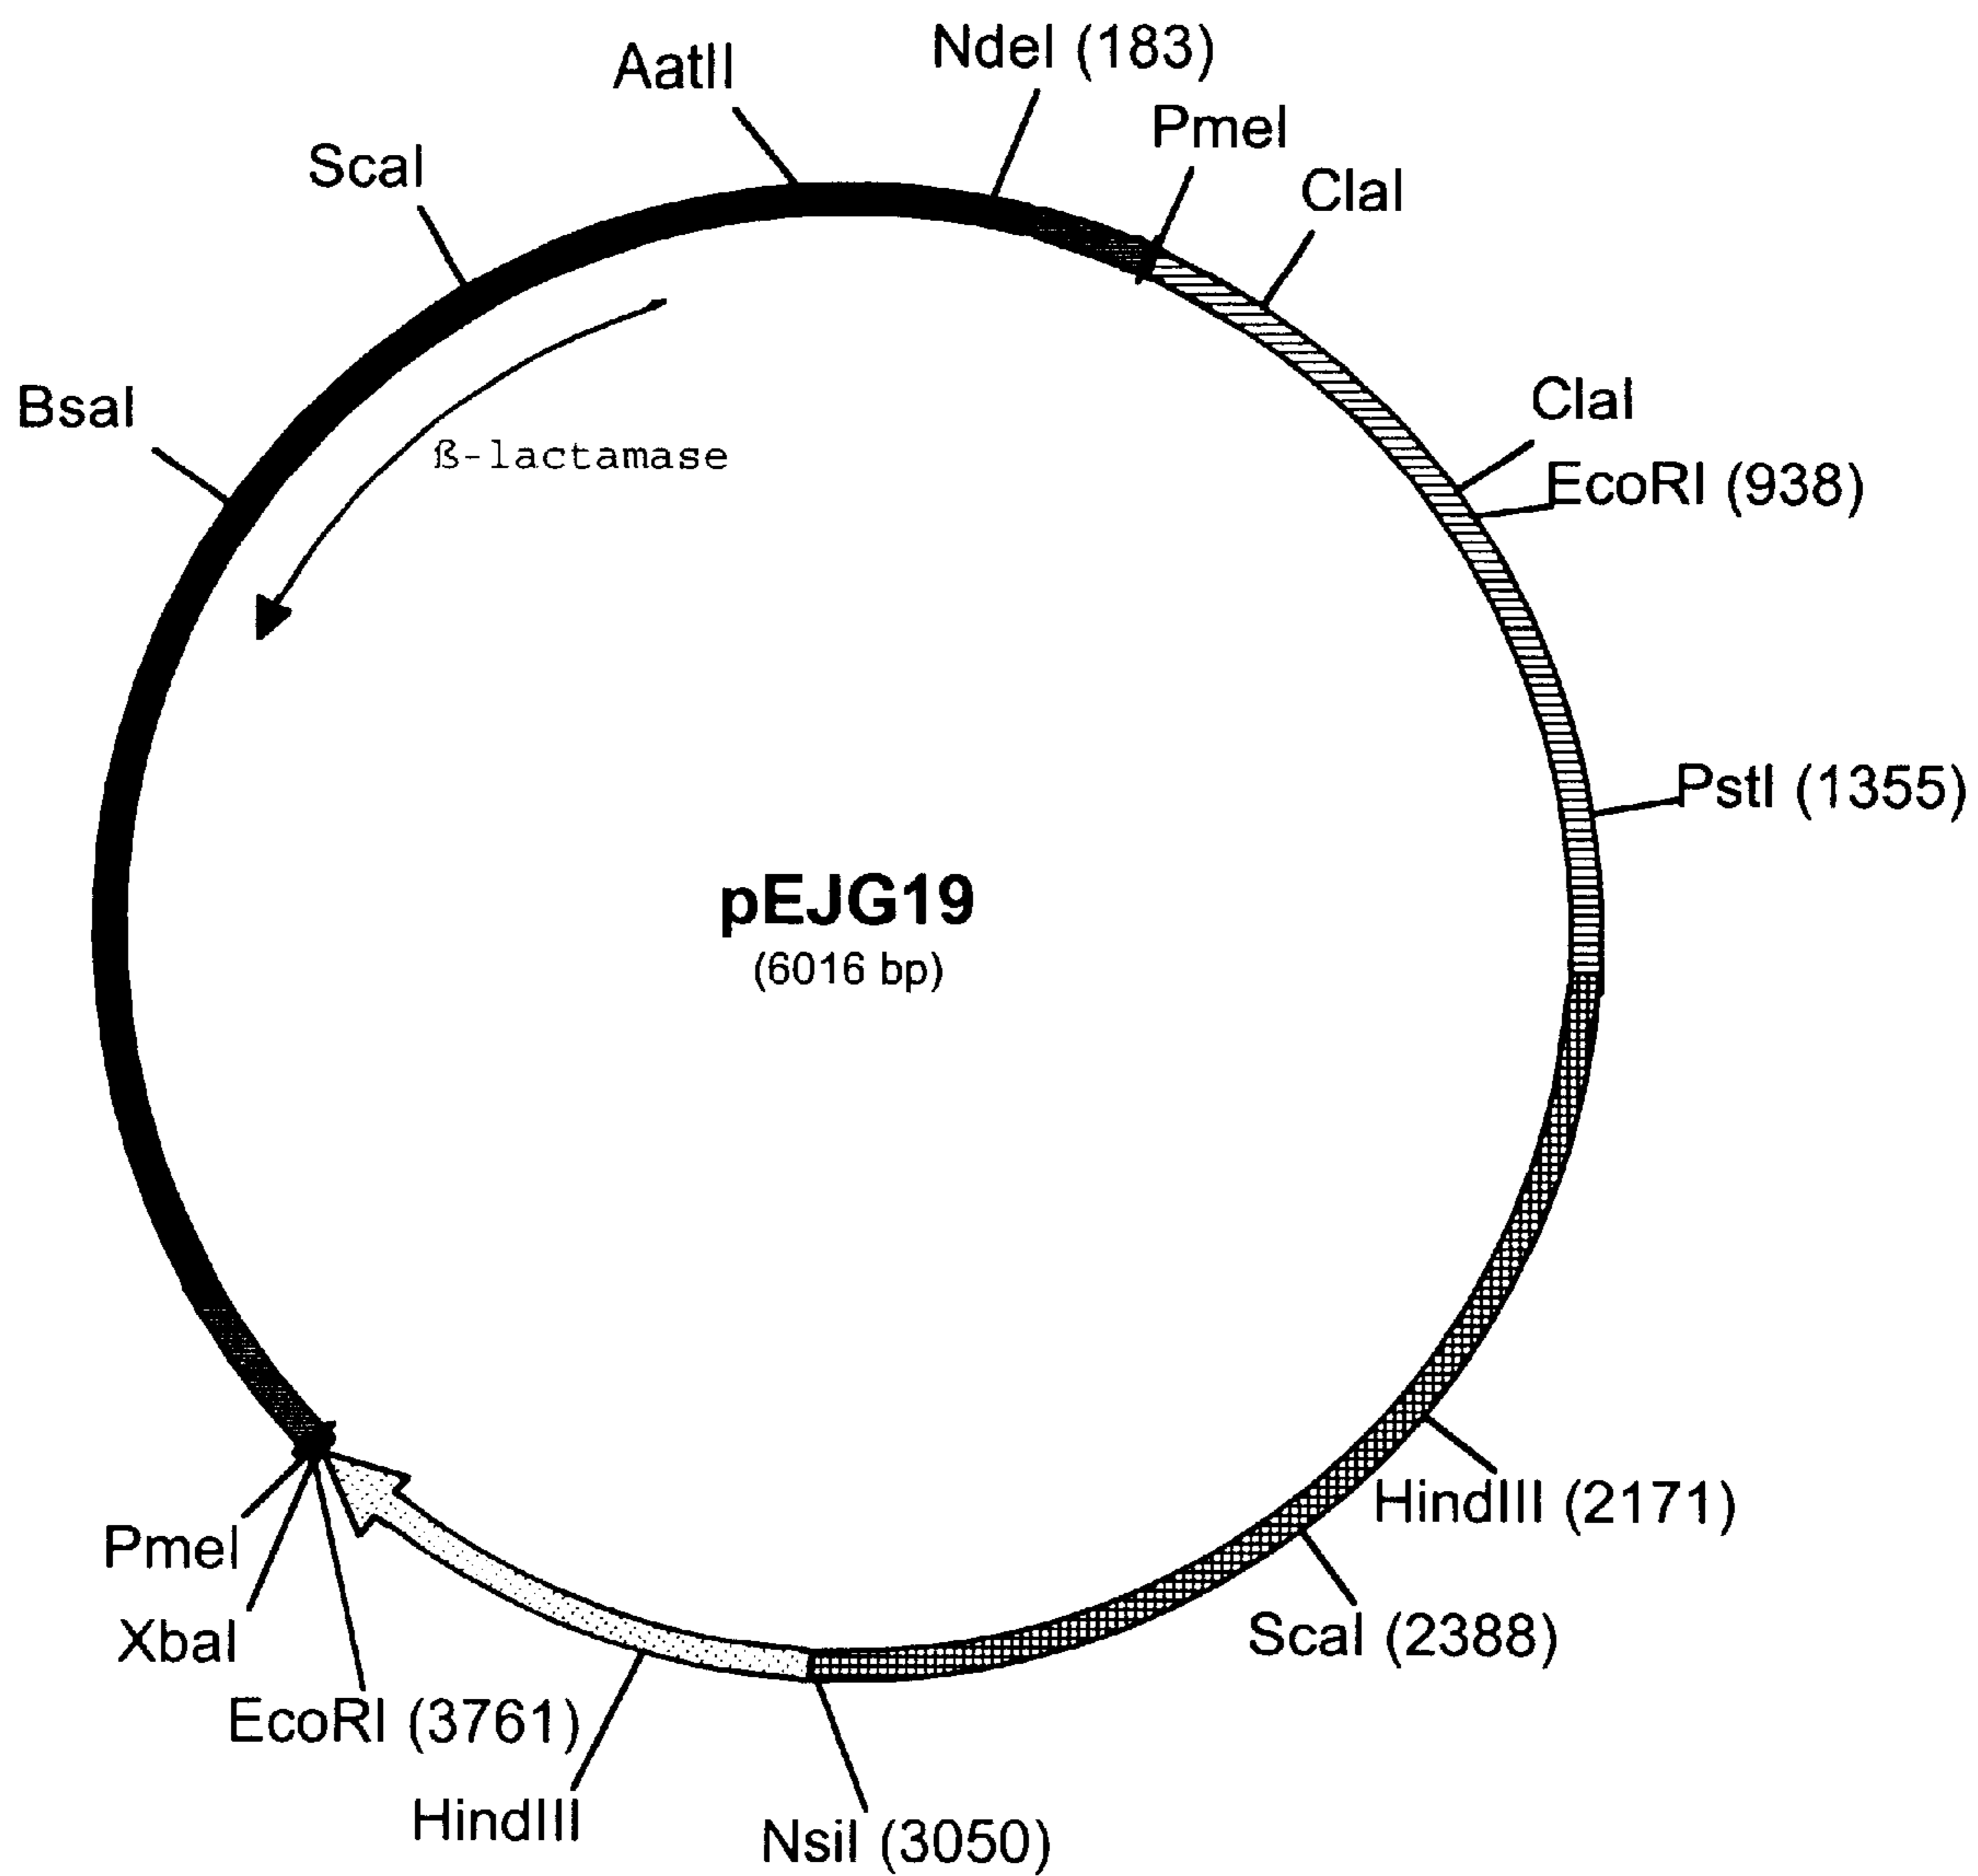 NdeI (183)
AatII
PmeI
ScaI
ClaI
BsaI
ClaI
ß-lactamase
EcoRI (938)
PstI (1355)
pEJG19
(6016 bp)
HindIII (2171)
PmeI
ScaI (2388)
XbaI
EcoRI (3761)
HindIII
NsiI (3050)